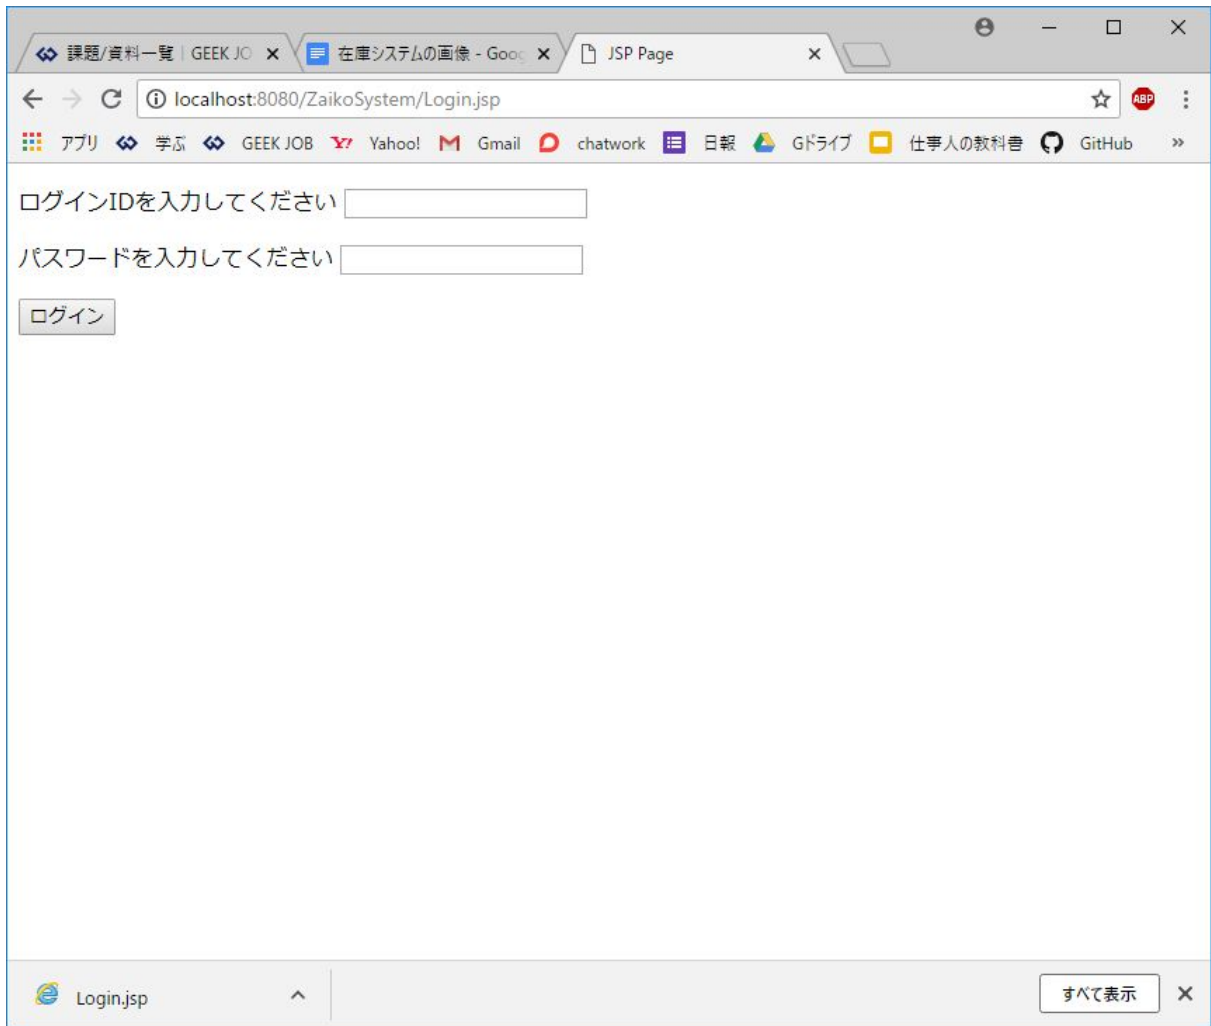 課題/資料一覧 | GEEK JO
在庫システムの画像 - Goog
JSP Page
localhost:8080/ZaikoSystem/Login.jsp
ABP
アプリ 学ぶ GEEK JOB Y! Yahoo! M Gmail chatwork 日報 Gドライブ 仕事人の教科書 GitHub »
ログインIDを入力してください
パスワードを入力してください
ログイン
Login.jsp
すべて表示